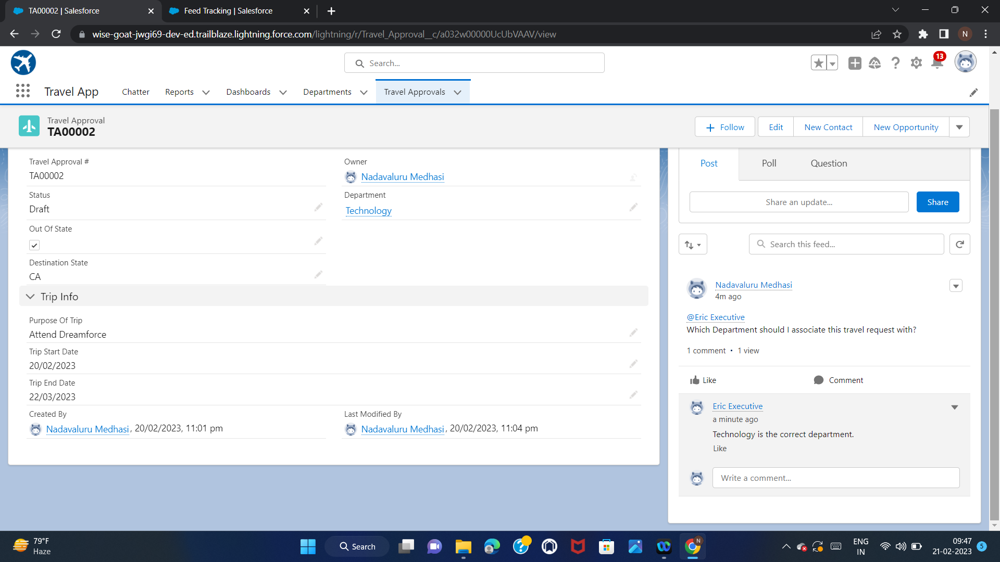 TA00002 | Salesforce
Feed Tracking | Salesforce
wise-goat-jwgi69-dev-ed.trailblaze.lightning.force.com/lightning/r/Travel_Approval__c/a032w00000UcUbVAAV/view
N
Search...
13
Travel App
Chatter
Reports
Dashboards
Departments
Travel Approvals
Travel Approval
TA00002
Follow
Edit
New Contact
New Opportunity
Travel Approval #
TA00002
Owner
Nadavaluru Medhasi
Status
Draft
Department
Technology
Out Of State
Destination State
CA
Trip Info
Purpose Of Trip
Attend Dreamforce
Trip Start Date
20/02/2023
Trip End Date
22/03/2023
Created By
Nadavaluru Medhasi, 20/02/2023, 11:01 pm
Last Modified By
Nadavaluru Medhasi, 20/02/2023, 11:04 pm
Post
Poll
Question
Share an update...
Share
Search this feed...
Nadavaluru Medhasi
4m ago
@Eric Executive
Which Department should I associate this travel request with?
1 comment • 1 view
Like
Comment
Eric Executive
a minute ago
Technology is the correct department.
Like
Write a comment...
79°F
Haze
Search
N
ENG
IN
09:47
21-02-2023
5